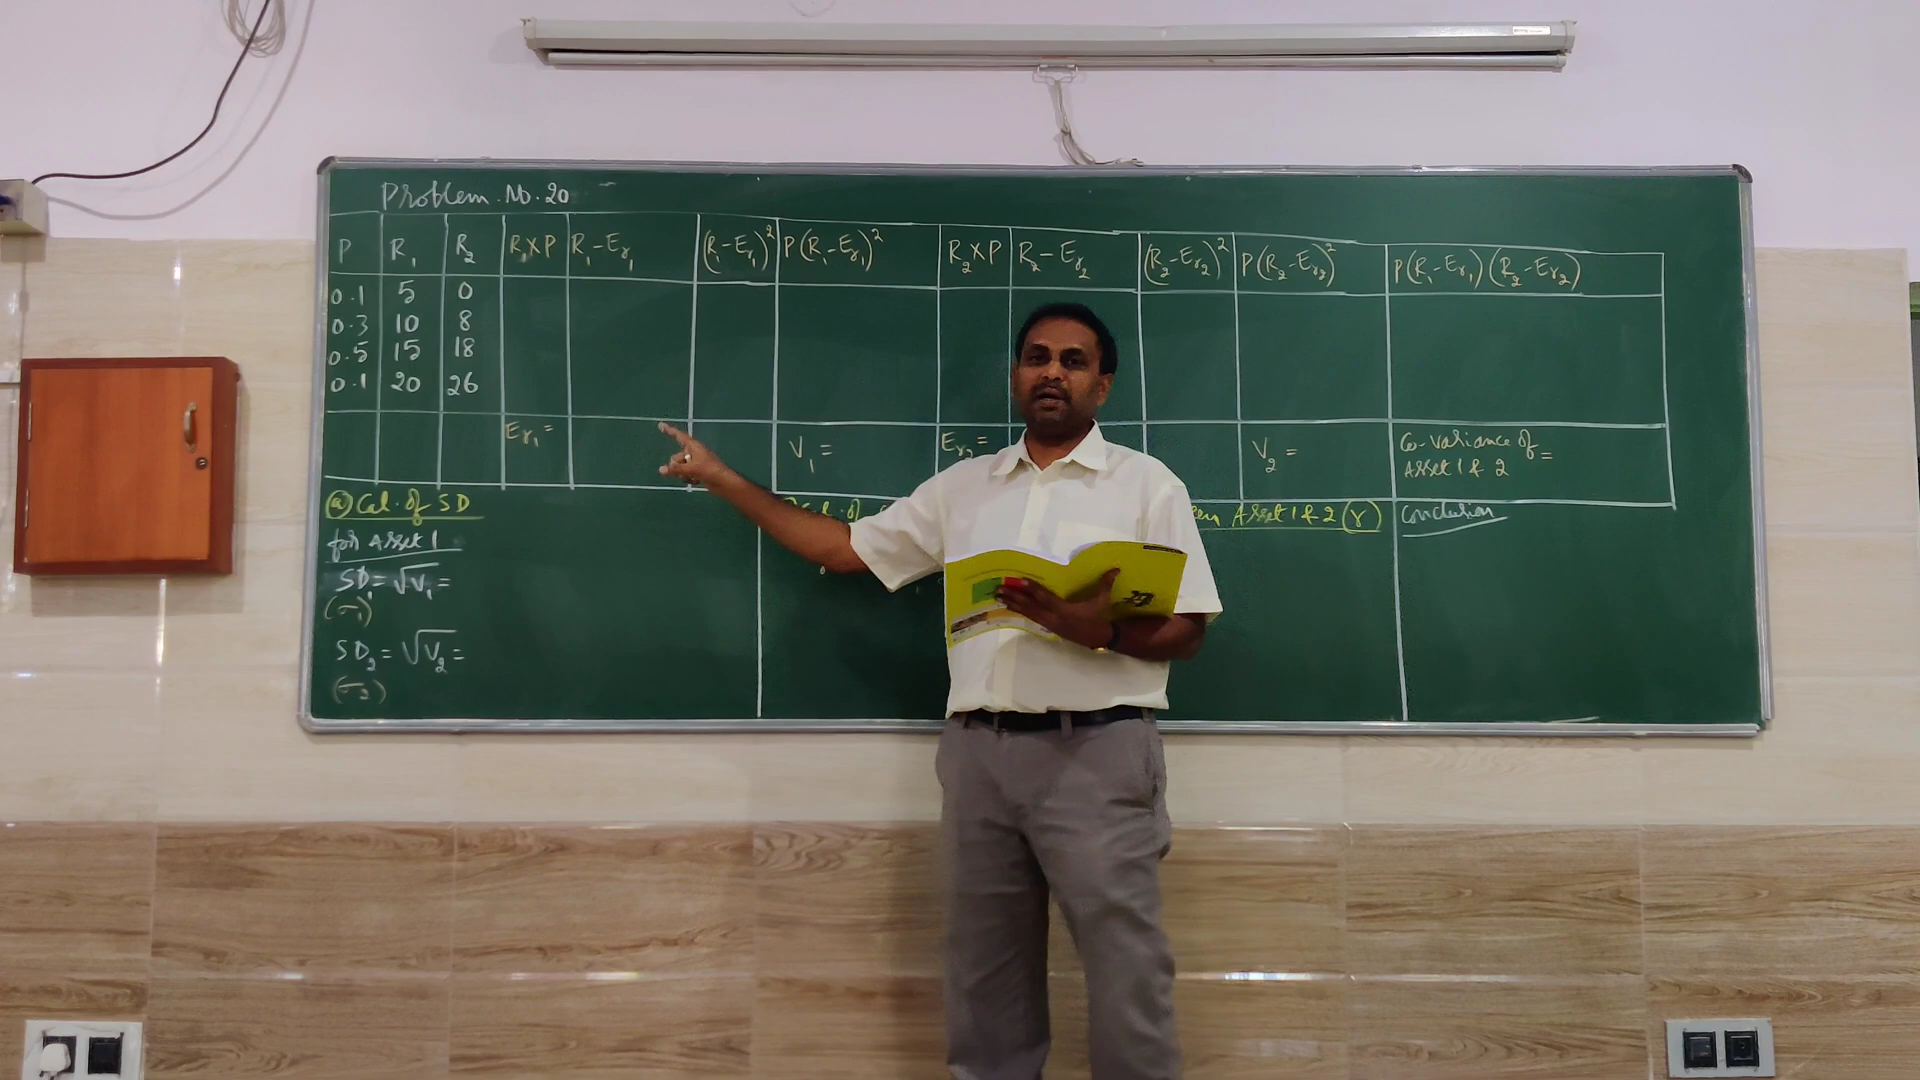 Problem. No. 20
P R₁ R₂ R₁XP R₁-Er₁ (R₁-Er₁)² P(R₁-Er₁)² R₂XP R₂-Er₂ (R₂-Er₂)² P(R₂-Er₂)² P(R₁-Er₁)(R₂-Er₂)
0.1 5 0
0.3 10 8
0.5 15 18
0.1 20 26
Er₁= V₁= Er₂= V₂= Co-variance of
Asset 1 & 2 =
(a) Cal. of SD
for Asset 1
SD₁=√V₁=
(σ₁)
SD₂=√V₂=
(σ₂)
Cal. of
Asset 1 & 2 (r)
Conclusion